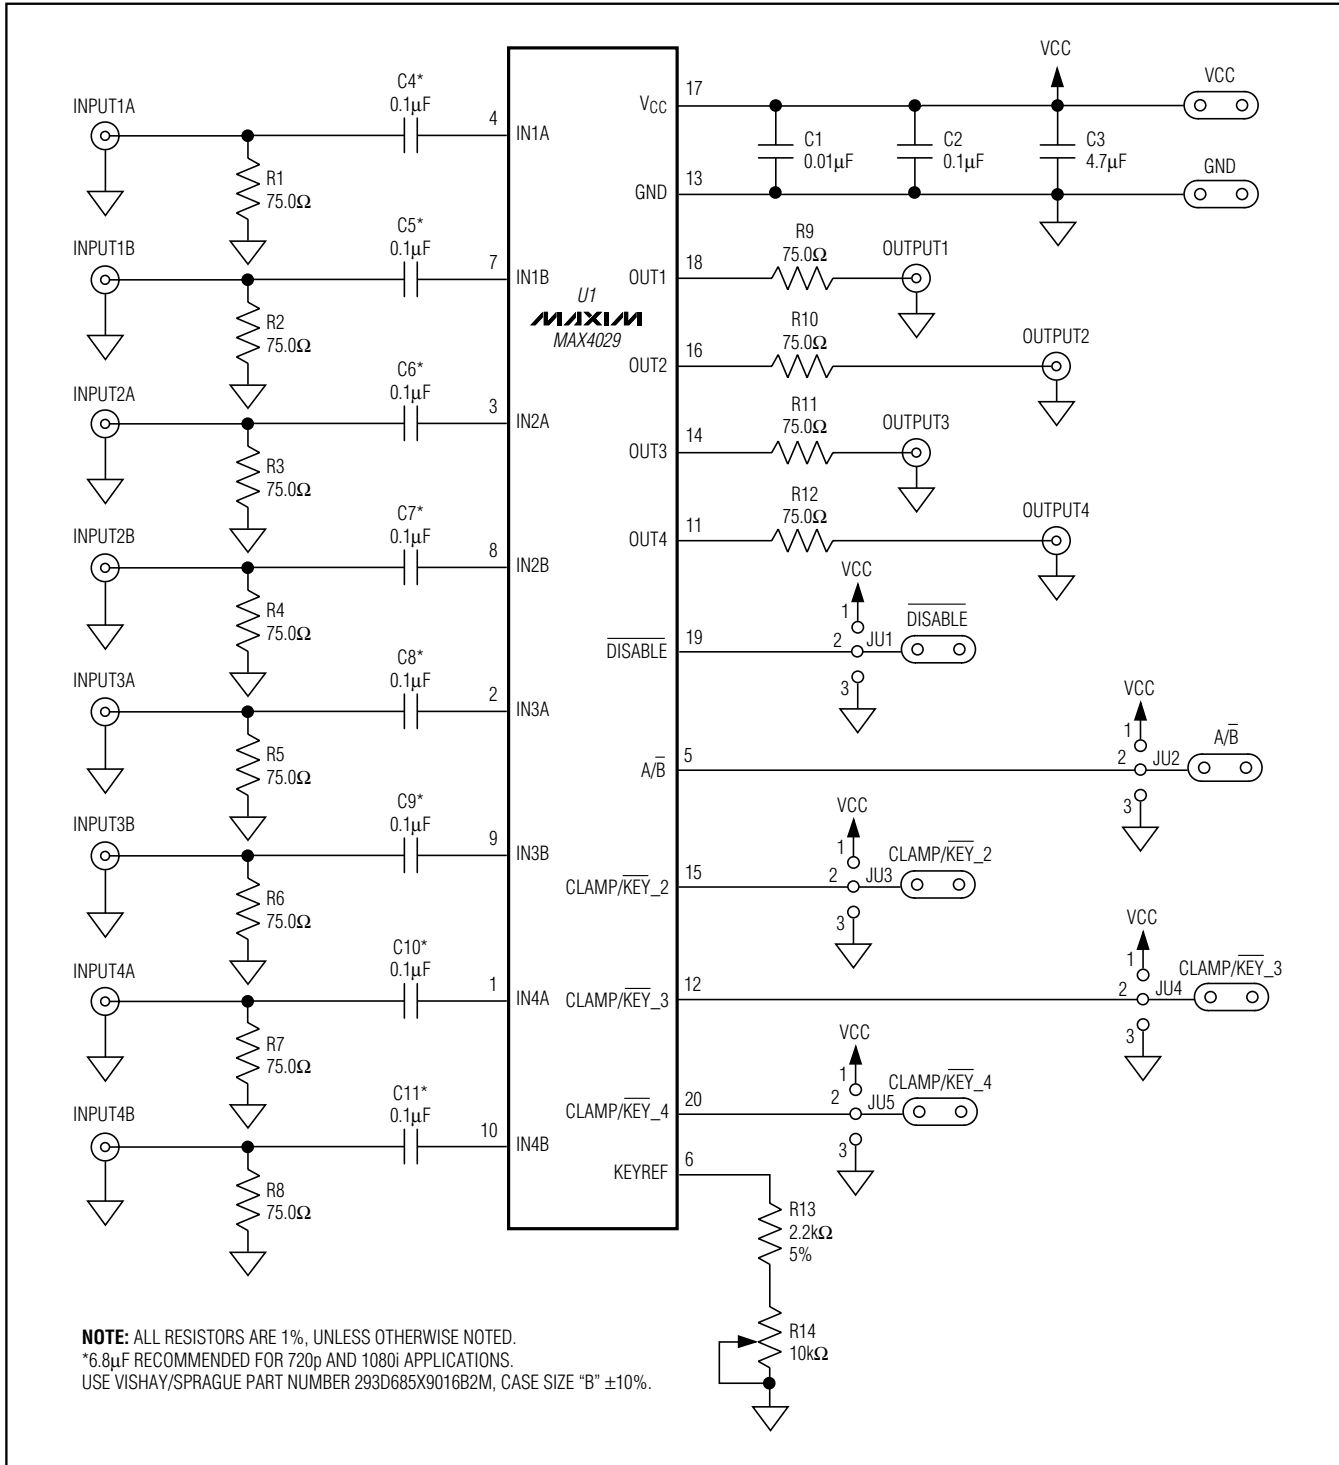 INPUT1A
C4*
0.1µF
4
IN1A
R1
75.0Ω
INPUT1B
C5*
0.1µF
7
IN1B
R2
75.0Ω
INPUT2A
C6*
0.1µF
3
IN2A
R3
75.0Ω
INPUT2B
C7*
0.1µF
8
IN2B
R4
75.0Ω
INPUT3A
C8*
0.1µF
2
IN3A
R5
75.0Ω
INPUT3B
C9*
0.1µF
9
IN3B
R6
75.0Ω
INPUT4A
C10*
0.1µF
1
IN4A
R7
75.0Ω
INPUT4B
C11*
0.1µF
10
IN4B
R8
75.0Ω
U1
MAXIM
MAX4029
VCC
17
VCC
VCC
C1
0.01µF
C2
0.1µF
C3
4.7µF
GND
13
GND
OUT1
18
R9
75.0Ω
OUTPUT1
OUT2
16
R10
75.0Ω
OUTPUT2
OUT3
14
R11
75.0Ω
OUTPUT3
OUT4
11
R12
75.0Ω
OUTPUT4
DISABLE
19
VCC
1
2
3
JU1
DISABLE
A/B
5
VCC
1
2
3
JU2
A/B
CLAMP/KEY_2
15
VCC
1
2
3
JU3
CLAMP/KEY_2
CLAMP/KEY_3
12
VCC
1
2
3
JU4
CLAMP/KEY_3
CLAMP/KEY_4
20
VCC
1
2
3
JU5
CLAMP/KEY_4
KEYREF
6
R13
2.2kΩ
5%
R14
10kΩ
NOTE: ALL RESISTORS ARE 1%, UNLESS OTHERWISE NOTED.
*6.8µF RECOMMENDED FOR 720p AND 1080i APPLICATIONS.
USE VISHAY/SPRAGUE PART NUMBER 293D685X9016B2M, CASE SIZE “B” ±10%.